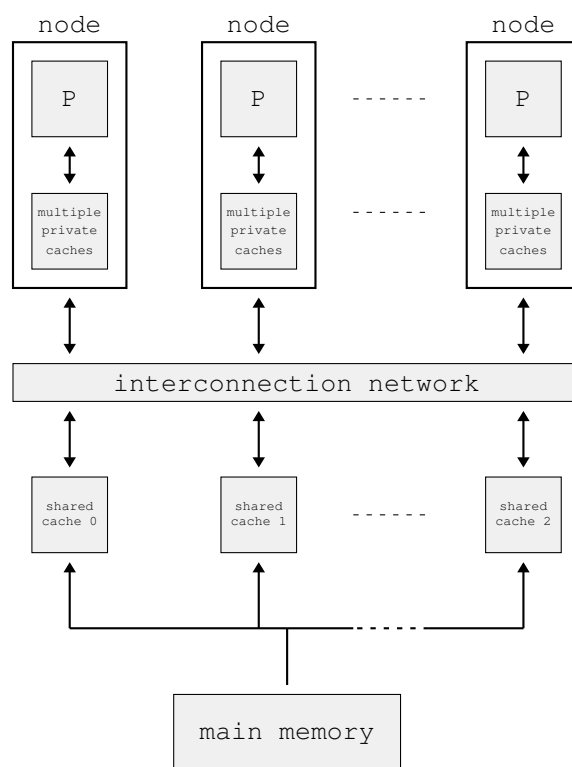 node
node
node
P
P
P
multiple
private
caches
multiple
private
caches
multiple
private
caches
interconnection network
shared
cache 0
shared
cache 1
shared
cache 2
main memory